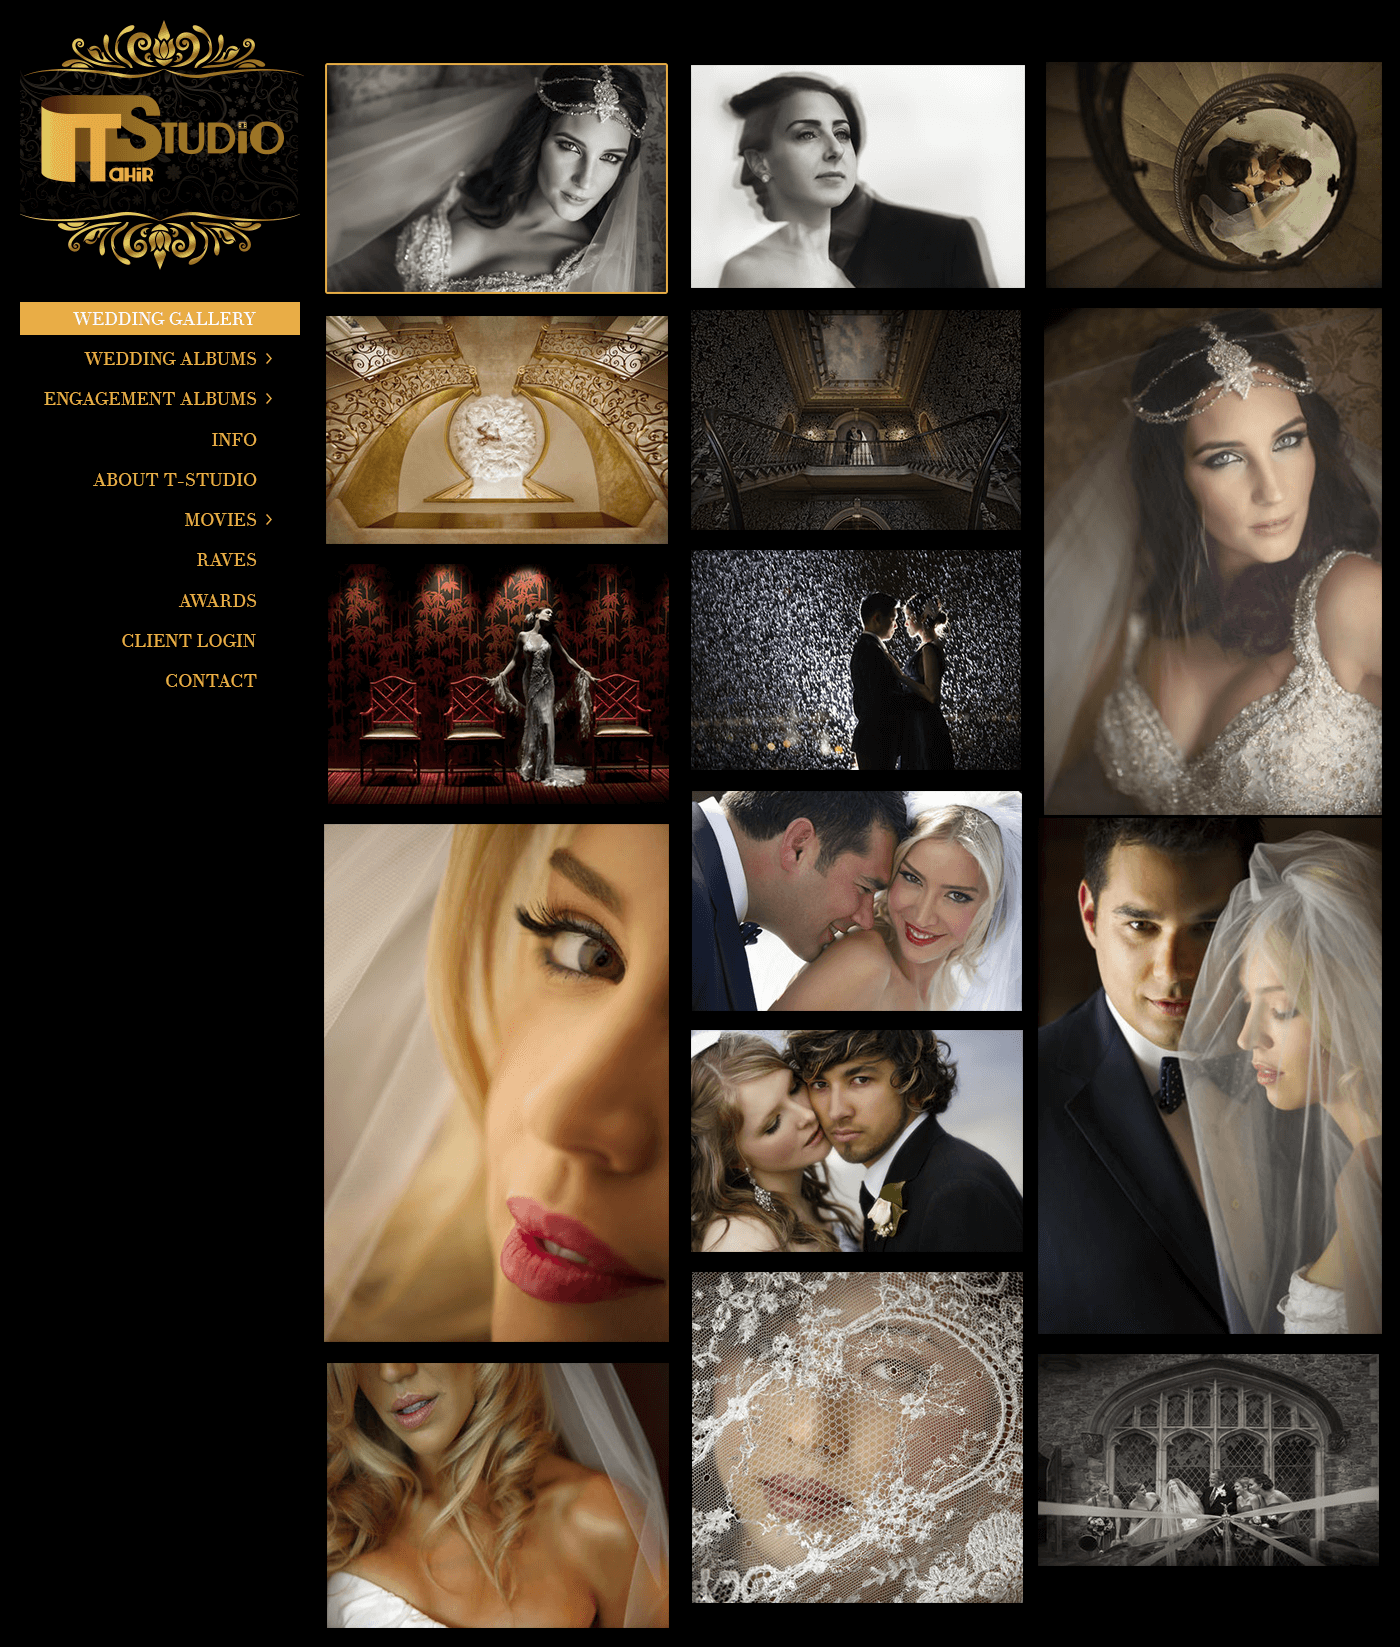 T-STUDIO
TAHIR
WEDDING GALLERY
WEDDING ALBUMS
ENGAGEMENT ALBUMS
INFO
ABOUT T-STUDIO
MOVIES
RAVES
AWARDS
CLIENT LOGIN
CONTACT